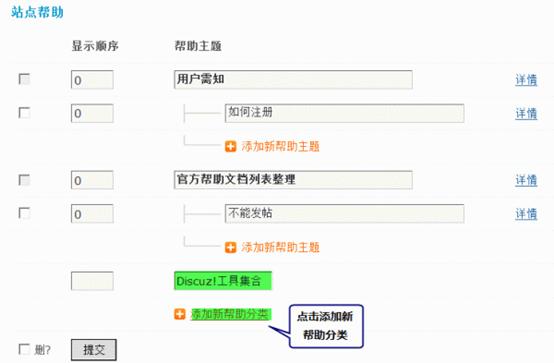 站点帮助
显示顺序 帮助主题
0 用户需知 详情
0 如何注册 详情
添加新帮助主题
0 官方帮助文档列表整理 详情
0 不能发帖 详情
添加新帮助主题
Discuz!工具集合
添加新帮助分类
点击添加新
帮助分类
删? 提交